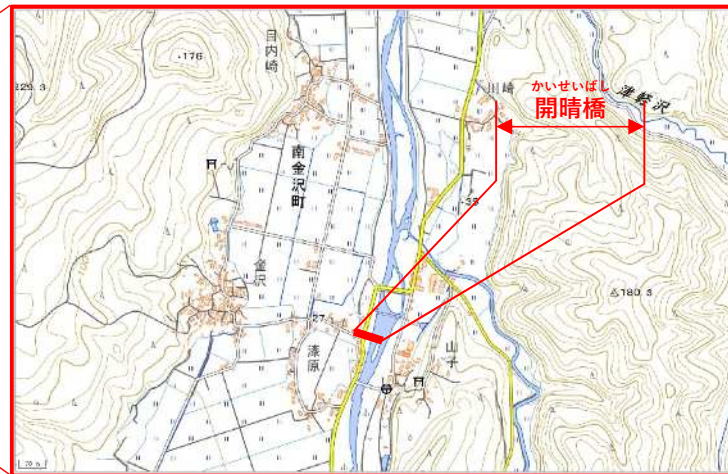 目内崎
・176
229.3
川崎
津軽沢
かいせいばし
開晴橋
南金沢町
・35
金沢
△180.3
・27
漆原
山子